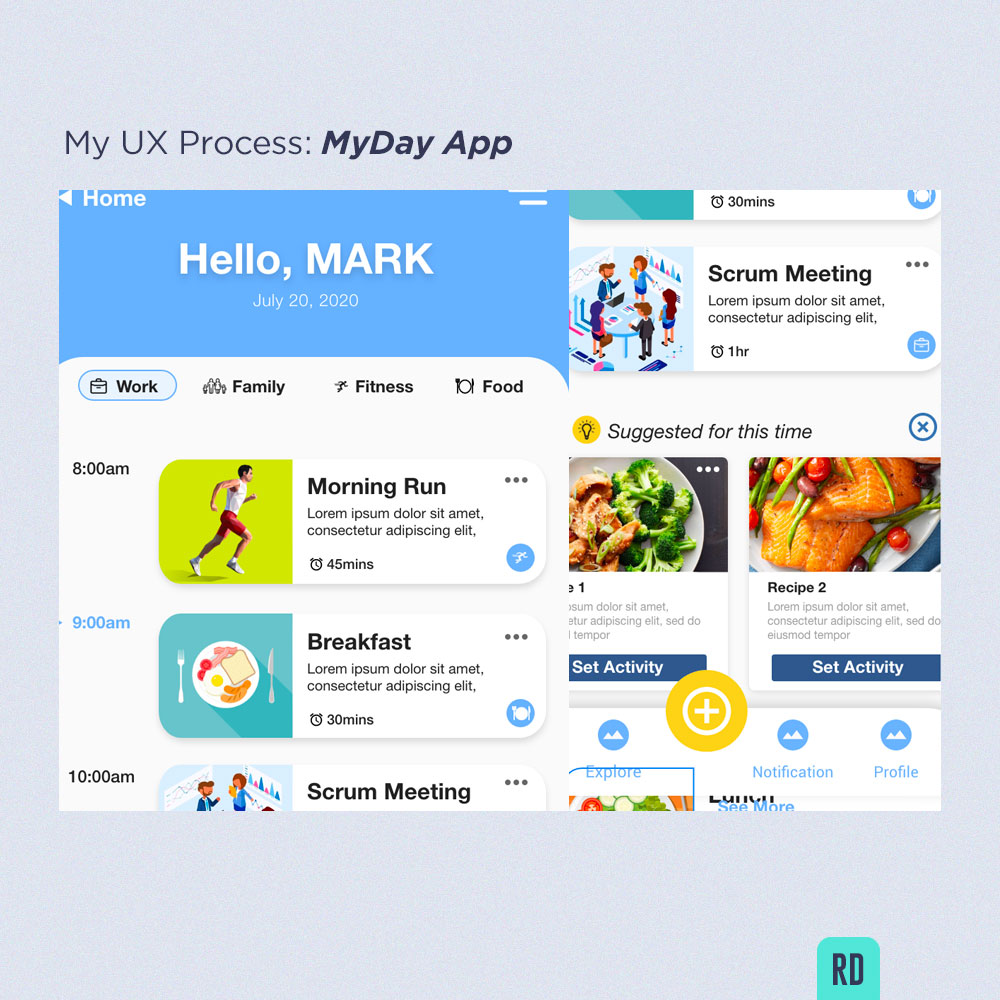 My UX Process: MyDay App
Home
Hello, MARK
July 20, 2020
Work
Family
Fitness
Food
8:00am
Morning Run
Lorem ipsum dolor sit amet,
consectetur adipiscing elit,
45mins
9:00am
Breakfast
Lorem ipsum dolor sit amet,
consectetur adipiscing elit,
30mins
10:00am
Scrum Meeting
30mins
Scrum Meeting
Lorem ipsum dolor sit amet,
consectetur adipiscing elit,
1hr
Suggested for this time
e 1
osum dolor sit amet,
etur adipiscing elit, sed do
l tempor
Set Activity
Recipe 2
Lorem ipsum dolor sit amet,
consectetur adipiscing elit, sed do
eiusmod tempor
Set Activity
Explore
Notification
Profile
Lunch
See More
RD